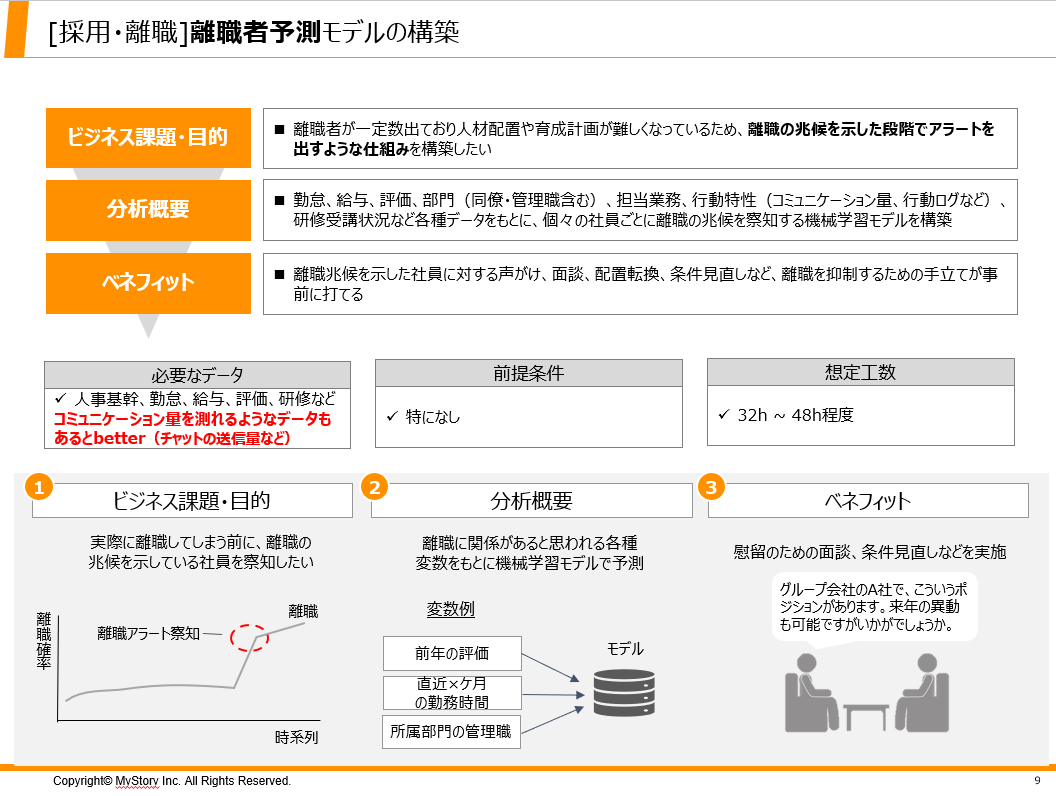 [採用・離職]離職者予測モデルの構築
ビジネス課題・目的
■ 離職者が一定数出ており人材配置や育成計画が難しくなっているため、離職の兆候を示した段階でアラートを
出すような仕組みを構築したい
分析概要
■ 勤怠、給与、評価、部門（同僚・管理職含む）、担当業務、行動特性（コミュニケーション量、行動ログなど）、
研修受講状況など各種データをもとに、個々の社員ごとに離職の兆候を察知する機械学習モデルを構築
ベネフィット
■ 離職兆候を示した社員に対する声がけ、面談、配置転換、条件見直しなど、離職を抑制するための手立てが事
前に打てる
必要なデータ
✓ 人事基幹、勤怠、給与、評価、研修など
コミュニケーション量を測れるようなデータも
あるとbetter（チャットの送信量など）
前提条件
✓ 特になし
想定工数
✓ 32h ~ 48h程度
1
ビジネス課題・目的
実際に離職してしまう前に、離職の
兆候を示している社員を察知したい
離職確率
離職アラート察知
離職
時系列
2
分析概要
離職に関係があると思われる各種
変数をもとに機械学習モデルで予測
変数例
前年の評価
直近×ケ月
の勤務時間
所属部門の管理職
モデル
3
ベネフィット
慰留のための面談、条件見直しなどを実施
グループ会社のA社で、こういうポ
ジションがあります。来年の異動
も可能ですがいかがでしょうか。
Copyright© MyStory Inc. All Rights Reserved.
9